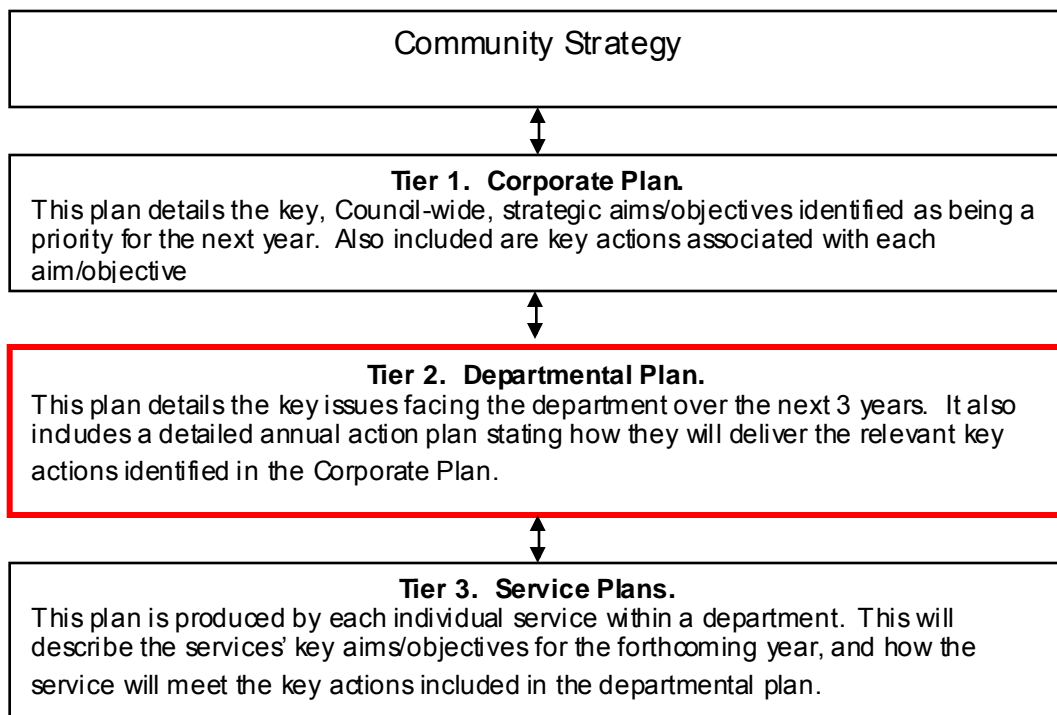 Community Strategy
Tier 1. Corporate Plan.
This plan details the key, Council-wide, strategic aims/objectives identified as being a
priority for the next year. Also included are key actions associated with each
aim/objective
Tier 2. Departmental Plan.
This plan details the key issues facing the department over the next 3 years. It also
includes a detailed annual action plan stating how they will deliver the relevant key
actions identified in the Corporate Plan.
Tier 3. Service Plans.
This plan is produced by each individual service within a department. This will
describe the services' key aims/objectives for the forthcoming year, and how the
service will meet the key actions included in the departmental plan.